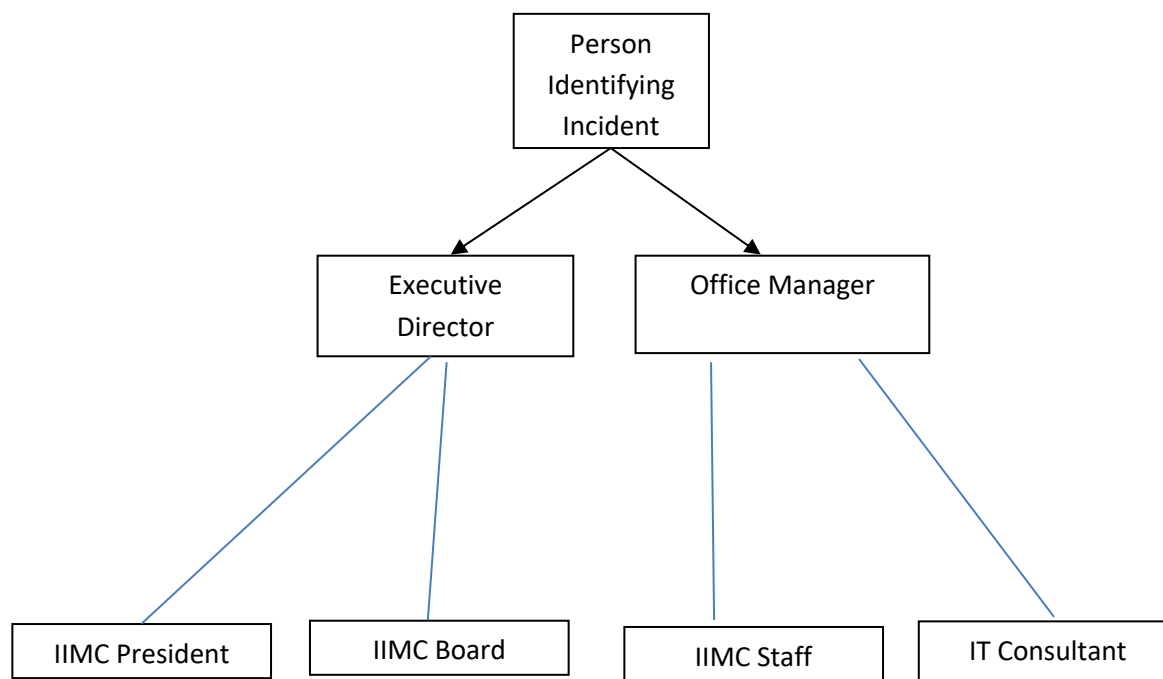 Person
Identifying
Incident
Executive
Director
Office Manager
IIMC President
IIMC Board
IIMC Staff
IT Consultant